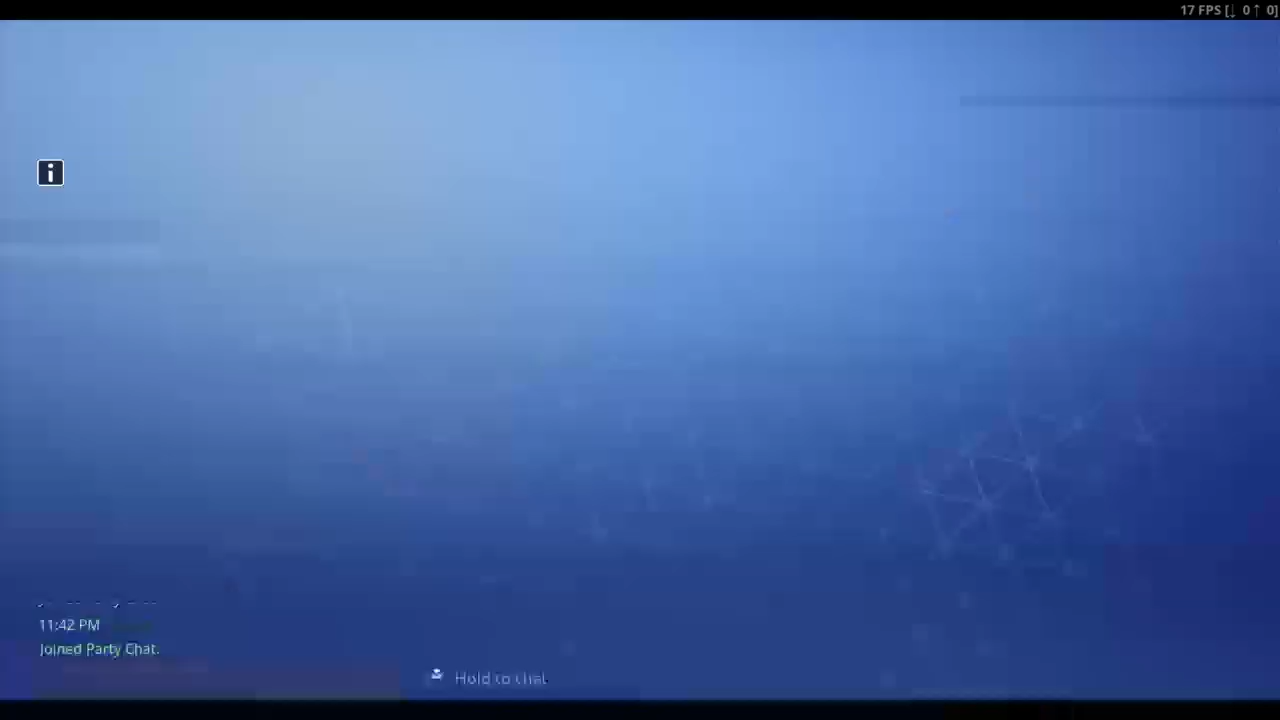 17 FPS [↓ 0↑ 0]
i
11:42 PM
Joined Party Chat.
Hold to chat